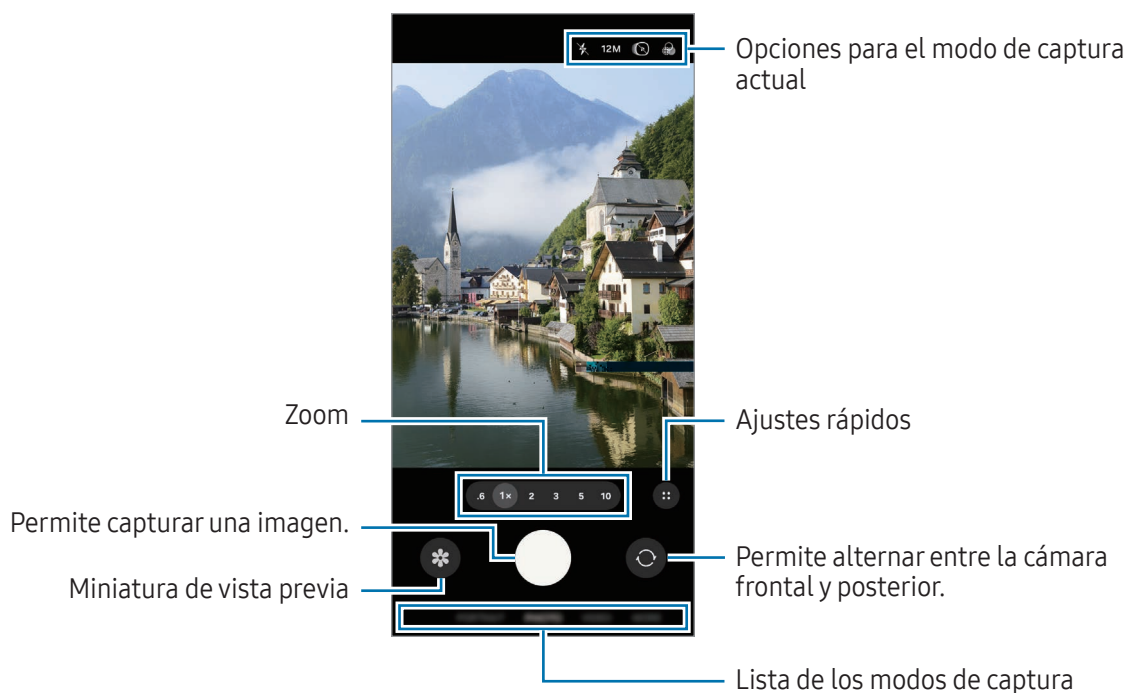 12M
Opciones para el modo de captura
actual
Zoom
Ajustes rápidos
.6 1× 2 3 5 10
Permite capturar una imagen.
Permite alternar entre la cámara
frontal y posterior.
Miniatura de vista previa
Lista de los modos de captura